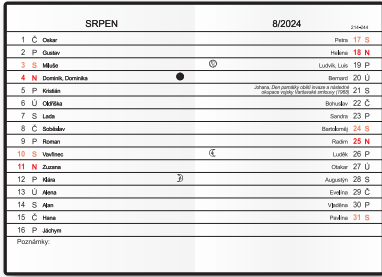 SRPEN
1 Č Oskar
2 P Gustav
3 S Miluše
4 N Dominik, Dominika
5 P Kristián
6 Ú Oldřiška
7 S Lada
8 Č Soběslav
9 P Roman
10 S Vavřinec
11 N Zuzana
12 P Klára
13 Ú Alena
14 S Alan
15 Č Hana
16 P Jáchym
Poznámky:
8/2024
214-244
Petra 17 S
Helena 18 N
Ludvík, Luis 19 P
Bernard 20 Ú
Johana, Den památky obětí invaze a následné
okupace vojsky Varšavské smlouvy (1968) 21 S
Bohuslav 22 Č
Sandra 23 P
Bartoloměj 24 S
Radim 25 N
Luděk 26 P
Otakar 27 Ú
Augustýn 28 S
Evelína 29 Č
Vladěna 30 P
Pavlína 31 S